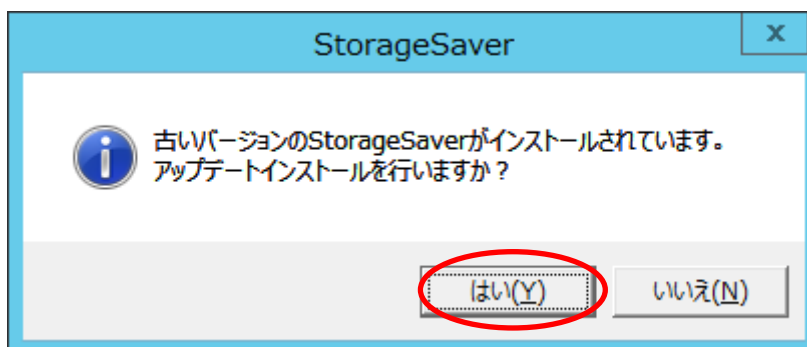 StorageSaver
x
古いバージョンのStorageSaverがインストールされています。
アップデートインストールを行いますか？
はい(Y)
いいえ(N)